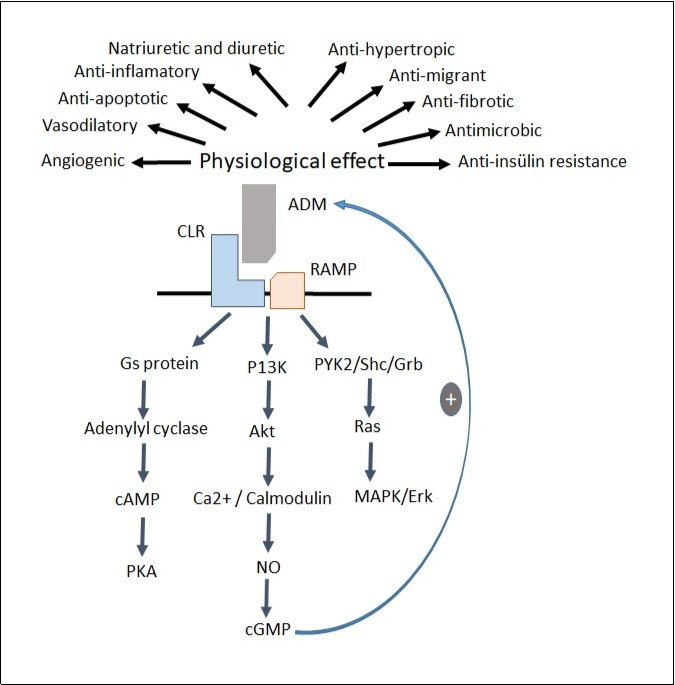 Natriuretic and diuretic
Anti-hypertropic
Anti-inflamatory
Anti-migrant
Anti-apoptotic
Anti-fibrotic
Vasodilatory
Antimicrobic
Angiogenic
Physiological effect
Anti-insülin resistance
ADM
CLR
RAMP
Gs protein
P13K
PYK2/Shc/Grb
Adenylyl cyclase
Akt
Ras
+
cAMP
Ca2+ / Calmodulin
MAPK/Erk
PKA
NO
cGMP